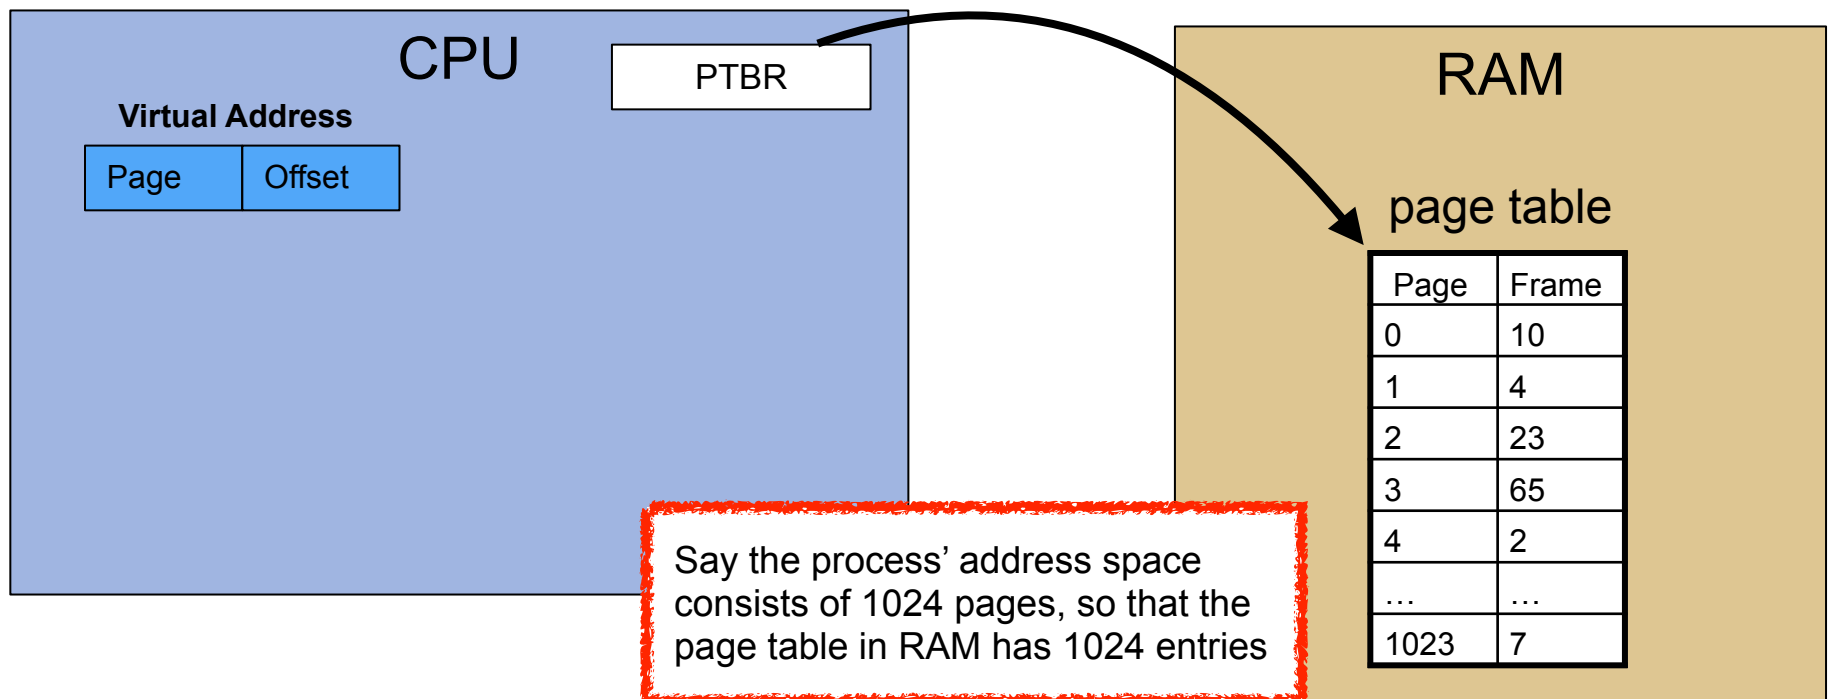 CPU
PTBR
Virtual Address
Page Offset
RAM
page table
Page Frame
0 10
1 4
2 23
3 65
4 2
… …
1023 7
Say the process’ address space
consists of 1024 pages, so that the
page table in RAM has 1024 entries